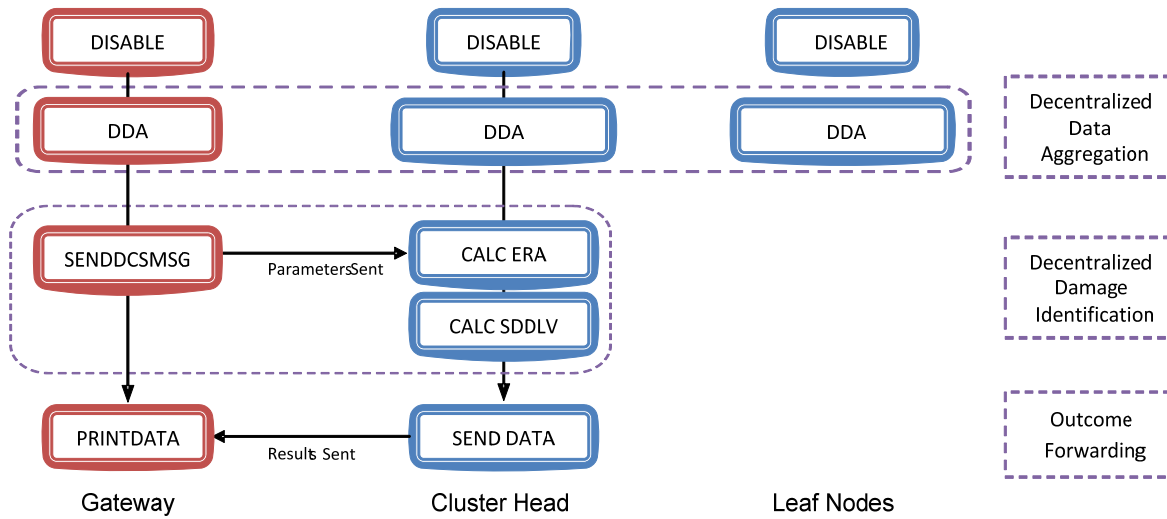 DISABLE
DISABLE
DISABLE
DDA
DDA
DDA
Decentralized
Data
Aggregation
SENDDCSMSG
ParametersSent
CALC ERA
CALC SDDLV
Decentralized
Damage
Identification
PRINTDATA
Results Sent
SEND DATA
Outcome
Forwarding
Gateway
Cluster Head
Leaf Nodes